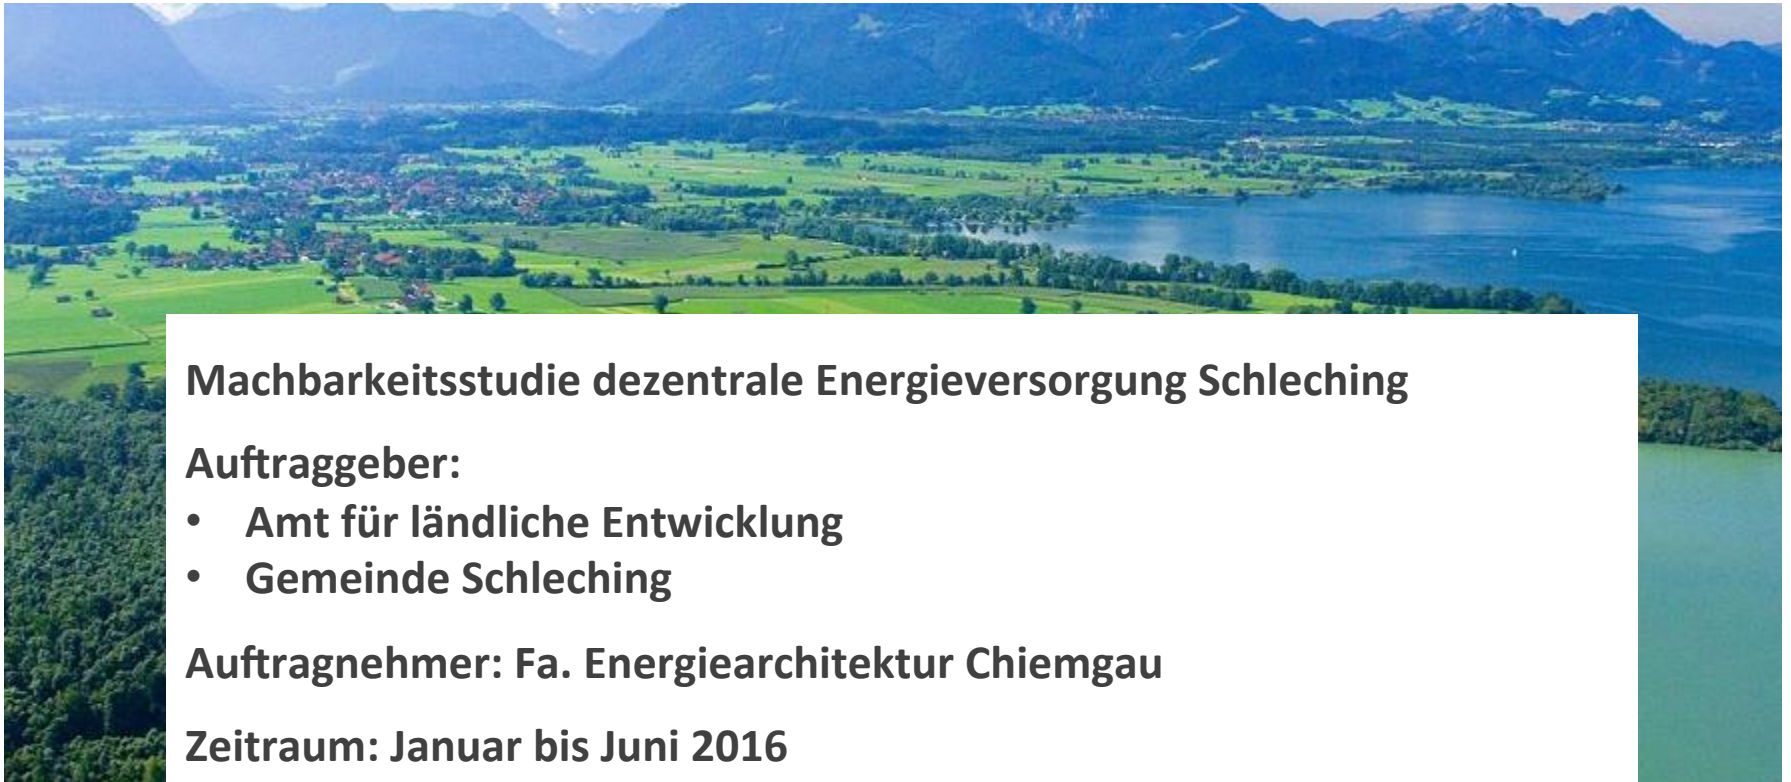 Machbarkeitsstudie dezentrale Energieversorgung Schleching
Auftraggeber:
• Amt für ländliche Entwicklung
• Gemeinde Schleching
Auftragnehmer: Fa. Energiearchitektur Chiemgau
Zeitraum: Januar bis Juni 2016